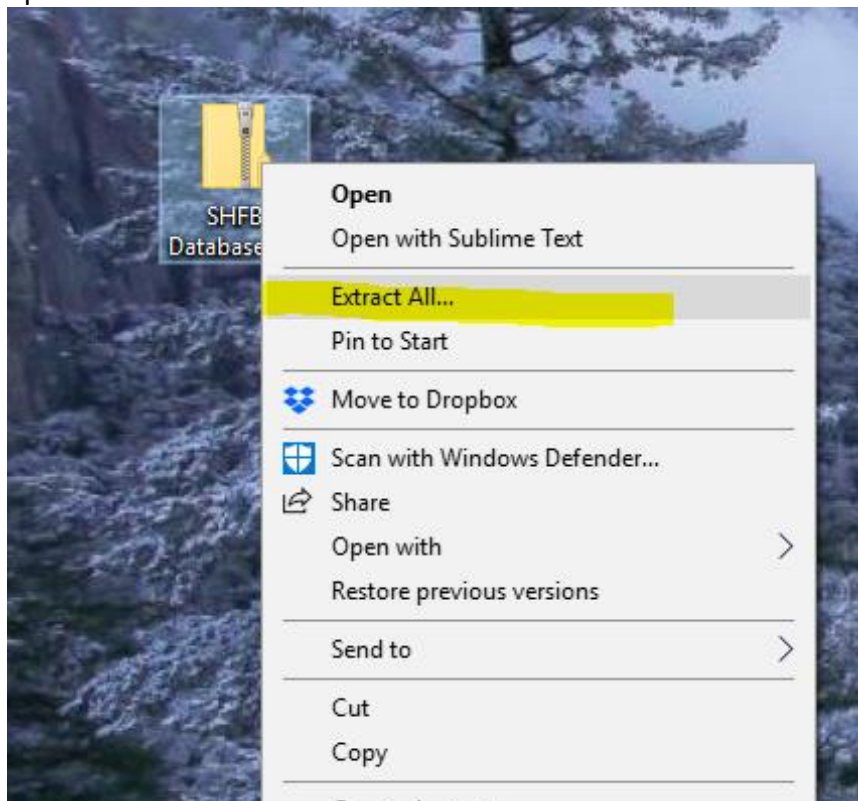 SHFB
Database
Open
Open with Sublime Text
Extract All...
Pin to Start
Move to Dropbox
Scan with Windows Defender...
Share
Open with
Restore previous versions
Send to
Cut
Copy